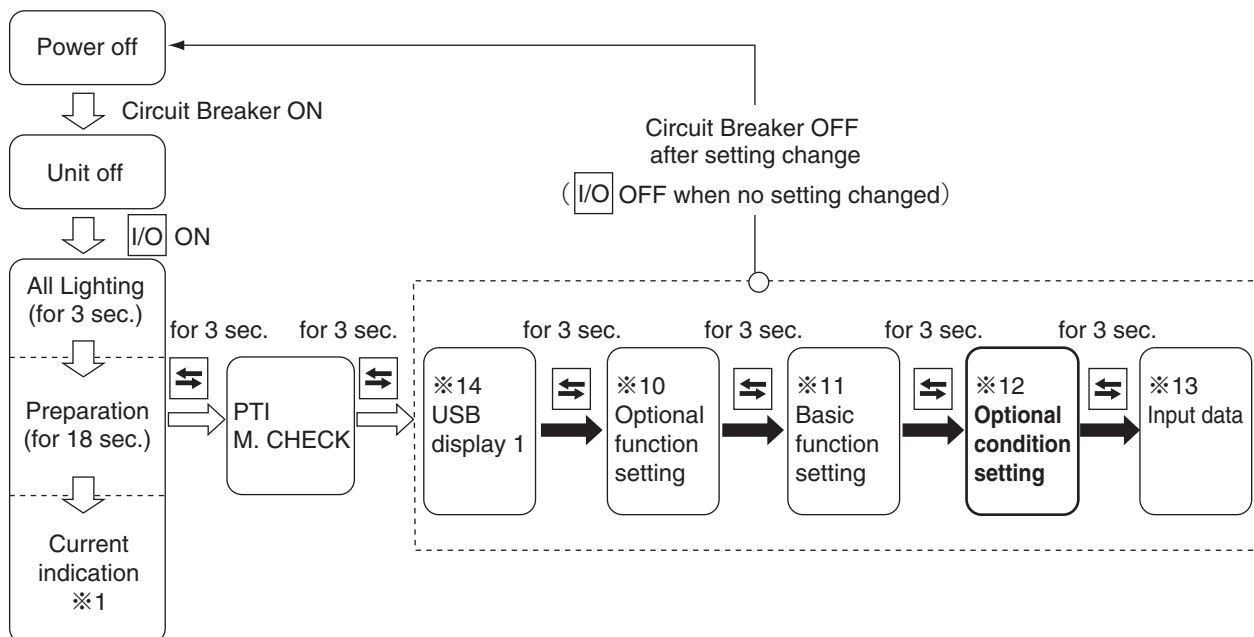 Power off
Circuit Breaker ON
Unit off
I/O ON
All Lighting
(for 3 sec.)
Preparation
(for 18 sec.)
Current
indication
※1
for 3 sec.
PTI
M. CHECK
for 3 sec.
Circuit Breaker OFF
after setting change
( I/O OFF when no setting changed)
※14
USB
display 1
for 3 sec.
※10
Optional
function
setting
for 3 sec.
※11
Basic
function
setting
for 3 sec.
※12
Optional
condition
setting
for 3 sec.
※13
Input data